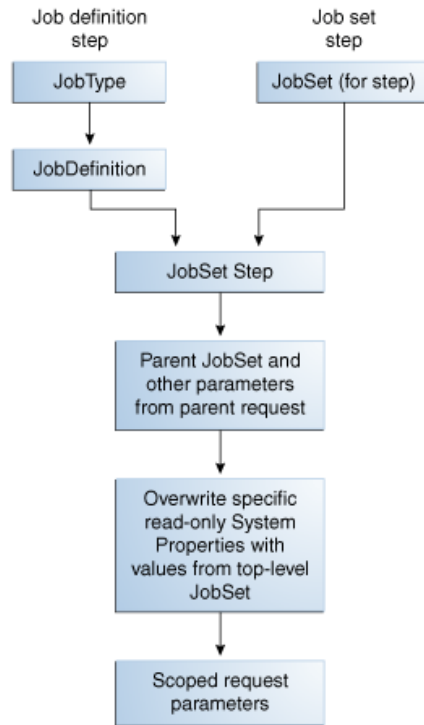 Job definition
step
Job set
step
JobType
JobSet (for step)
JobDefinition
JobSet Step
Parent JobSet and
other parameters
from parent request
Overwrite specific
read-only System
Properties with
values from top-level
JobSet
Scoped request
parameters